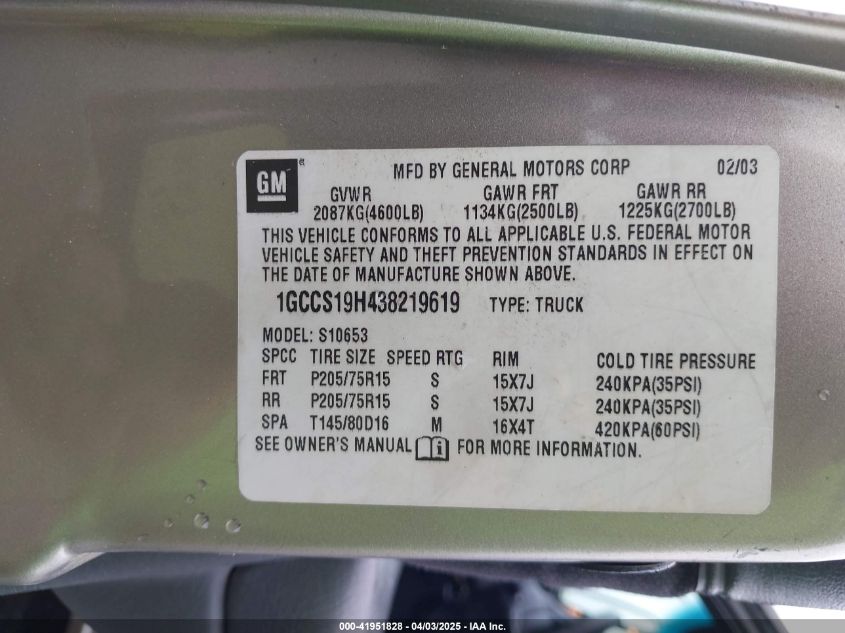 GM
MFD BY GENERAL MOTORS CORP 02/03
GVWR GAWR FRT GAWR RR
2087KG(4600LB) 1134KG(2500LB) 1225KG(2700LB)
THIS VEHICLE CONFORMS TO ALL APPLICABLE U.S. FEDERAL MOTOR
VEHICLE SAFETY AND THEFT PREVENTION STANDARDS IN EFFECT ON
THE DATE OF MANUFACTURE SHOWN ABOVE.
1GCCS19H438219619 TYPE: TRUCK
MODEL: S10653
SPCC TIRE SIZE SPEED RTG RIM COLD TIRE PRESSURE
FRT P205/75R15 S 15X7J 240KPA(35PSI)
RR P205/75R15 S 15X7J 240KPA(35PSI)
SPA T145/80D16 M 16X4T 420KPA(60PSI)
SEE OWNER'S MANUAL i FOR MORE INFORMATION.
000-41951828 - 04/03/2025 - IAA Inc.